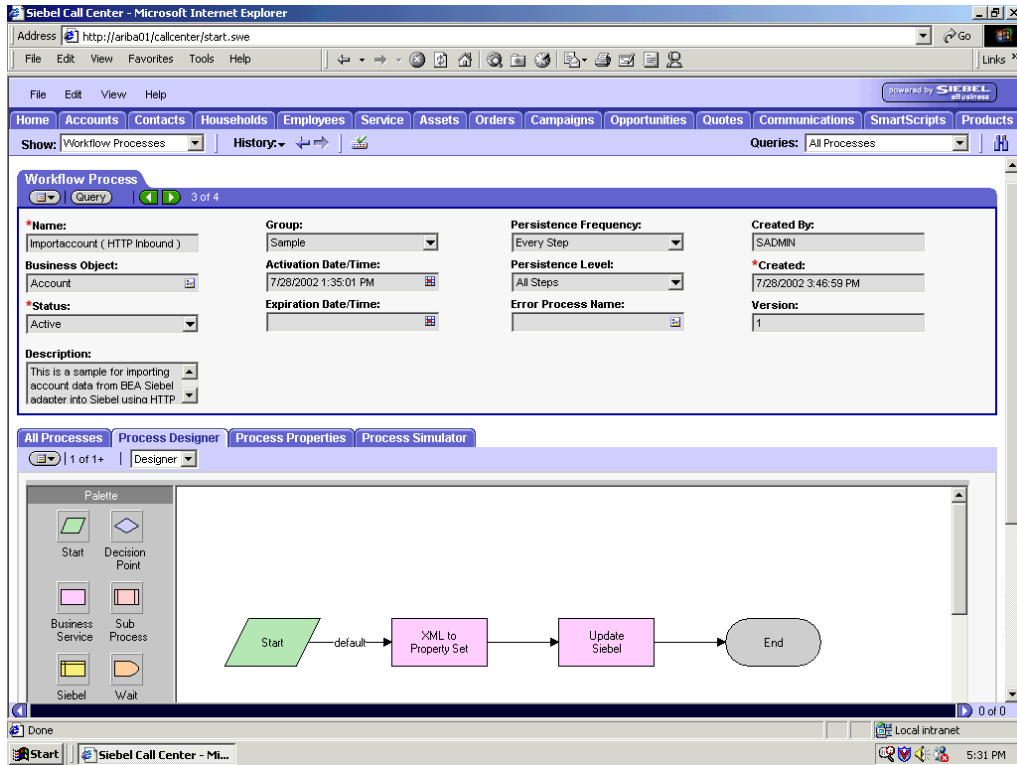 Siebel Call Center - Microsoft Internet Explorer
Address http://ariba01/callcenter/start.swe Go
File Edit View Favorites Tools Help Links »
File Edit View Help powered by SIEBEL eBusiness
Home Accounts Contacts Households Employees Service Assets Orders Campaigns Opportunities Quotes Communications SmartScripts Products
Show: Workflow Processes History: Queries: All Processes
Workflow Process
Query 3 of 4
*Name: Group: Persistence Frequency: Created By:
Importaccount ( HTTP Inbound ) Sample Every Step SADMIN
Business Object: Activation Date/Time: Persistence Level: *Created:
Account 7/28/2002 1:35:01 PM All Steps 7/28/2002 3:46:59 PM
*Status: Expiration Date/Time: Error Process Name: Version:
Active 1
Description:
This is a sample for importing
account data from BEA Siebel
adapter into Siebel using HTTP
All Processes Process Designer Process Properties Process Simulator
1 of 1+ Designer
Palette
Start Decision Point
Business Service Sub Process
Siebel Wait
Start default XML to Property Set Update Siebel End
0 of 0
Done Local intranet
Start Siebel Call Center - Mi... 5:31 PM